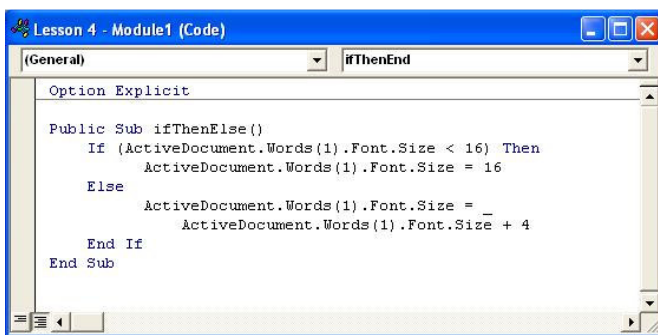 Lesson 4 - Module1 (Code)
(General) ifThenEnd
Option Explicit
Public Sub ifThenElse()
If (ActiveDocument.Words(1).Font.Size < 16) Then
ActiveDocument.Words(1).Font.Size = 16
Else
ActiveDocument.Words(1).Font.Size = _
ActiveDocument.Words(1).Font.Size + 4
End If
End Sub